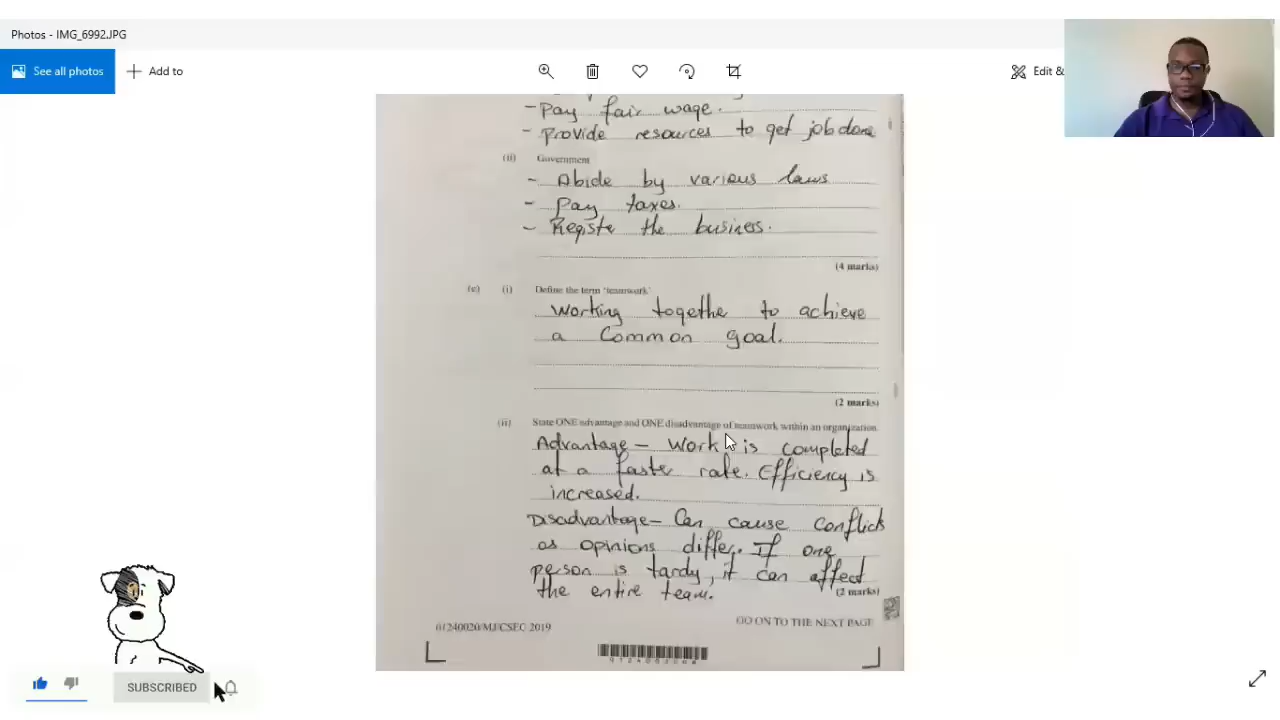 Photos - IMG_6992.JPG
See all photos
Add to
Edit &
- Pay fair wage.
- Provide resources to get job done
(ii) Government
- Abide by various laws
- Pay taxes.
- Registe the business.
(4 marks)
(c) (i) Define the term 'teamwork'
Working togethe to achieve
a Common goal.
(2 marks)
(ii) State ONE advantage and ONE disadvantage of teamwork within an organization.
Advantage - Work is completed
at a faster rate. Efficiency is
increased.
Disadvantage - Can cause conflicts
as opinions differ. If one
person is tardy, it can affect
the entire team.
(2 marks)
01240020/MJ/CSEC 2019
GO ON TO THE NEXT PAGE
SUBSCRIBED